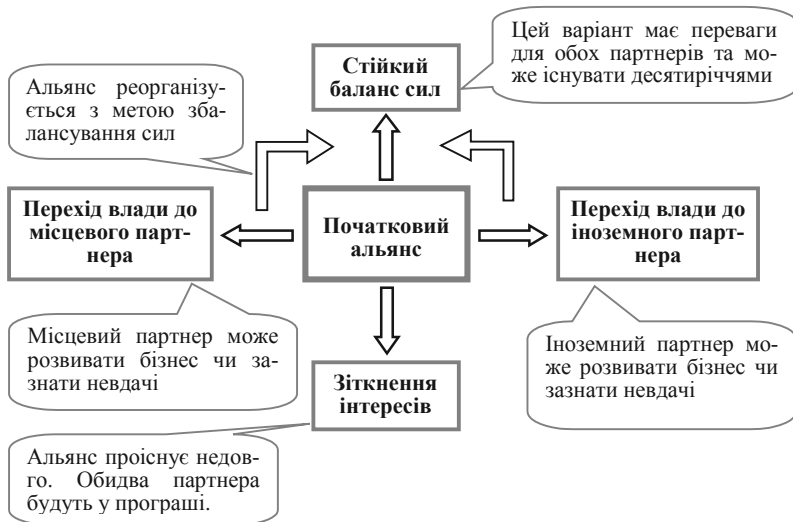 Цей варіант має переваги
для обох партнерів та мо-
же існувати десятиріччями
Стійкий
баланс сил
Альянс реорганізу-
ється з метою зба-
лансування сил
Перехід влади до
місцевого парт-
нера
Початковий
альянс
Перехід влади до
іноземного парт-
нера
Місцевий партнер може
розвивати бізнес чи за-
знати невдачі
Іноземний партнер мо-
же розвивати бізнес чи
зазнати невдачі
Зіткнення
інтересів
Альянс проіснує недов-
го. Обидва партнера
будуть у програші.